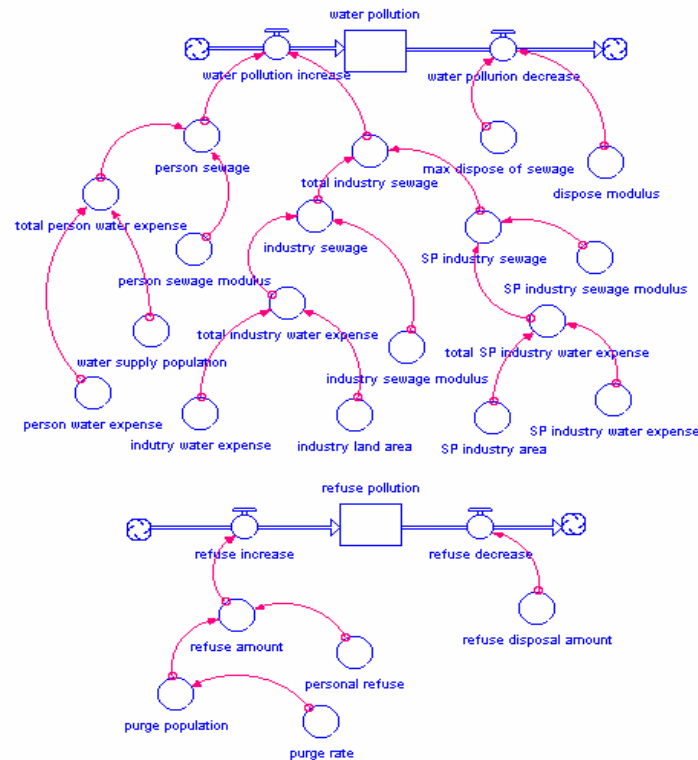 water pollution
water pollution increase
water pollurion decrease
person sewage
total industry sewage
max dispose of sewage
dispose modulus
total person water expense
industry sewage
SP industry sewage
person sewage modulus
SP industry sewage modulus
total industry water expense
total SP industry water expense
water supply population
industry sewage modulus
person water expense
indutry water expense
industry land area
SP industry area
SP industry water expense
refuse pollution
refuse increase
refuse decrease
refuse amount
refuse disposal amount
personal refuse
purge population
purge rate